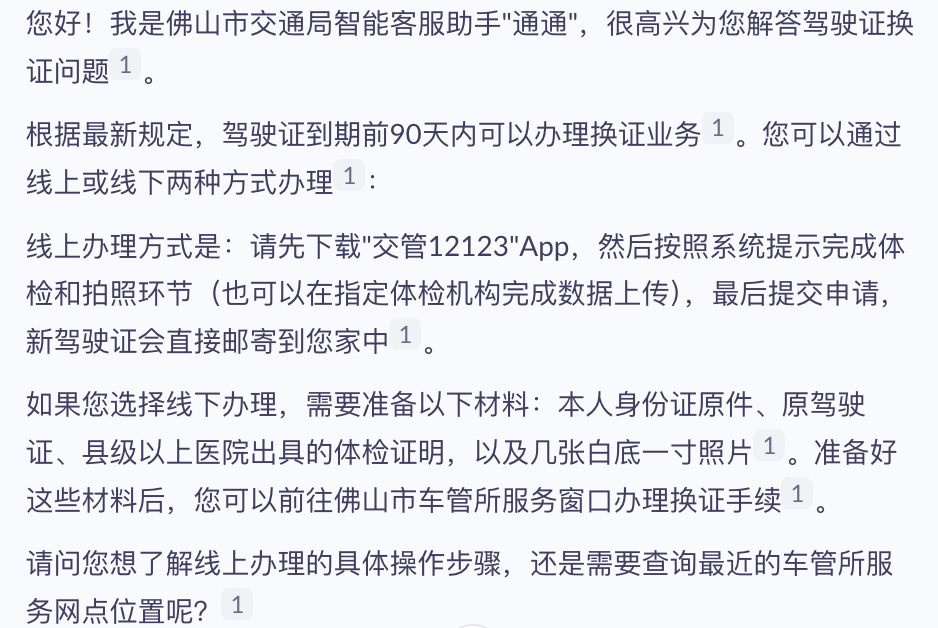 您好！我是佛山市交通局智能客服助手"通通"，很高兴为您解答驾驶证换
证问题 1 。
根据最新规定，驾驶证到期前90天内可以办理换证业务 1 。您可以通过
线上或线下两种方式办理 1 ：
线上办理方式是：请先下载"交管12123"App，然后按照系统提示完成体
检和拍照环节（也可以在指定体检机构完成数据上传），最后提交申请，
新驾驶证会直接邮寄到您家中 1 。
如果您选择线下办理，需要准备以下材料：本人身份证原件、原驾驶
证、县级以上医院出具的体检证明，以及几张白底一寸照片 1 。准备好
这些材料后，您可以前往佛山市车管所服务窗口办理换证手续 1 。
请问您想了解线上办理的具体操作步骤，还是需要查询最近的车管所服
务网点位置呢？ 1